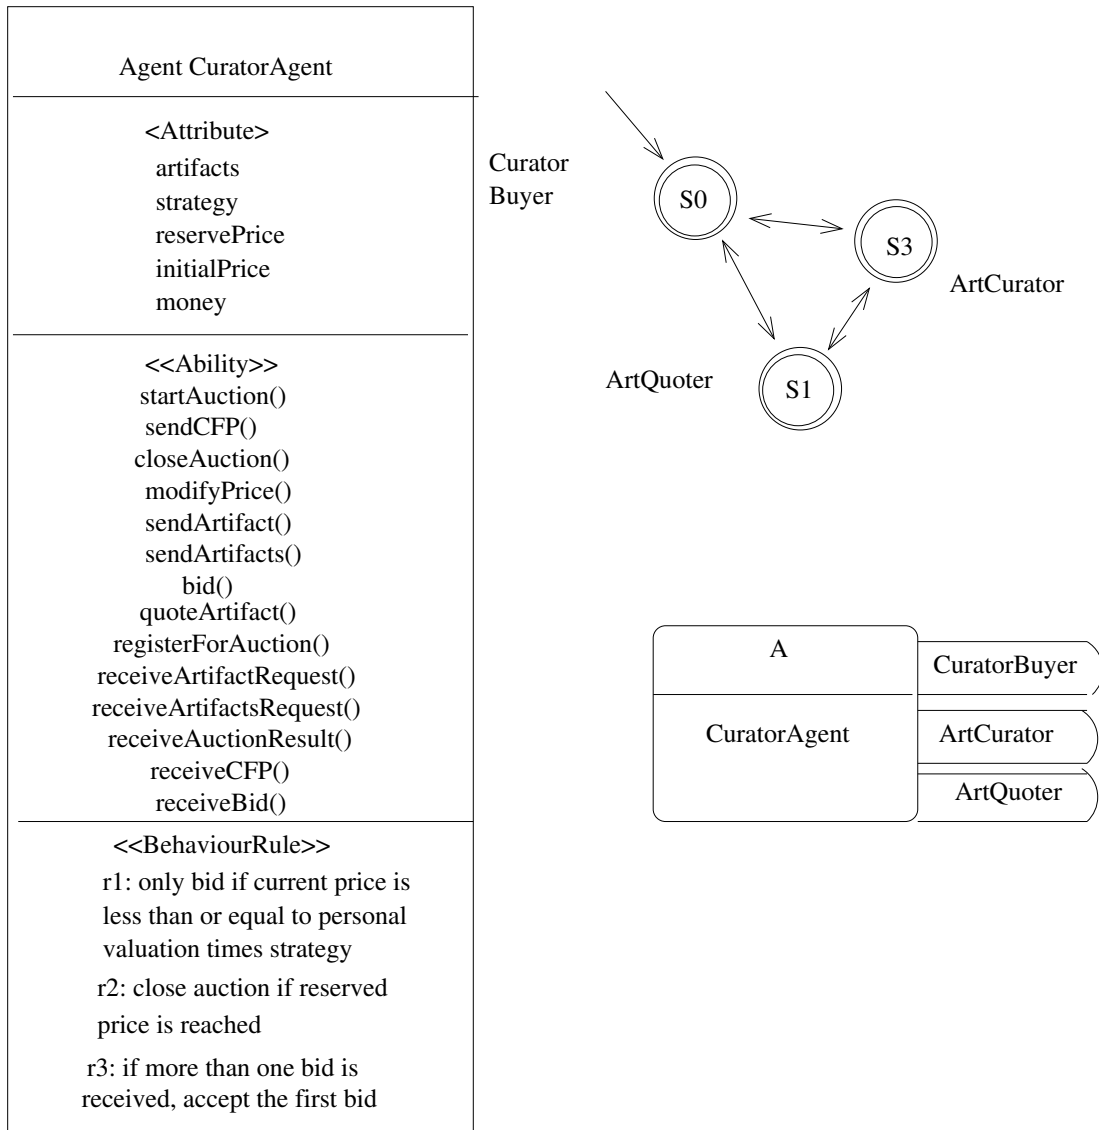 Agent CuratorAgent
<Attribute>
artifacts
strategy
reservePrice
initialPrice
money
<<Ability>>
startAuction()
sendCFP()
closeAuction()
modifyPrice()
sendArtifact()
sendArtifacts()
bid()
quoteArtifact()
registerForAuction()
receiveArtifactRequest()
receiveArtifactsRequest()
receiveAuctionResult()
receiveCFP()
receiveBid()
<<BehaviourRule>>
r1: only bid if current price is
less than or equal to personal
valuation times strategy
r2: close auction if reserved
price is reached
r3: if more than one bid is
received, accept the first bid
Curator
Buyer
S0
S3
ArtCurator
ArtQuoter
S1
A
CuratorAgent
CuratorBuyer
ArtCurator
ArtQuoter